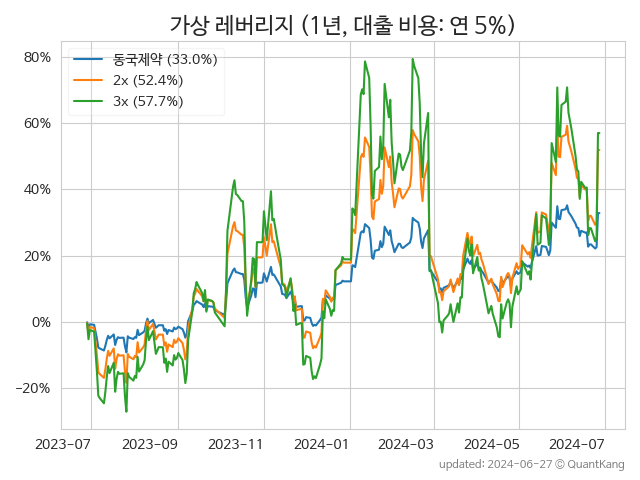 가상 레버리지 (1년, 대출 비용: 연 5%)
80%
60%
40%
20%
0%
−20%
동국제약 (33.0%)
2x (52.4%)
3x (57.7%)
2023-07
2023-09
2023-11
2024-01
2024-03
2024-05
2024-07
updated: 2024-06-27 © QuantKang